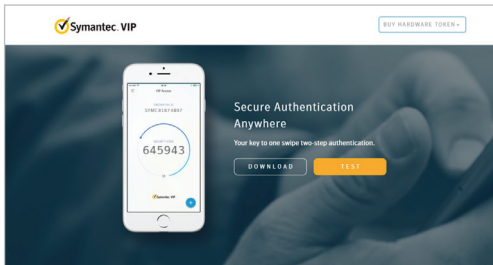 Symantec VIP
BUY HARDWARE TOKEN
VIP Access
645943
Symantec VIP
Secure Authentication
Anywhere
Your key to one swipe two-step authentication.
DOWNLOAD
TEST